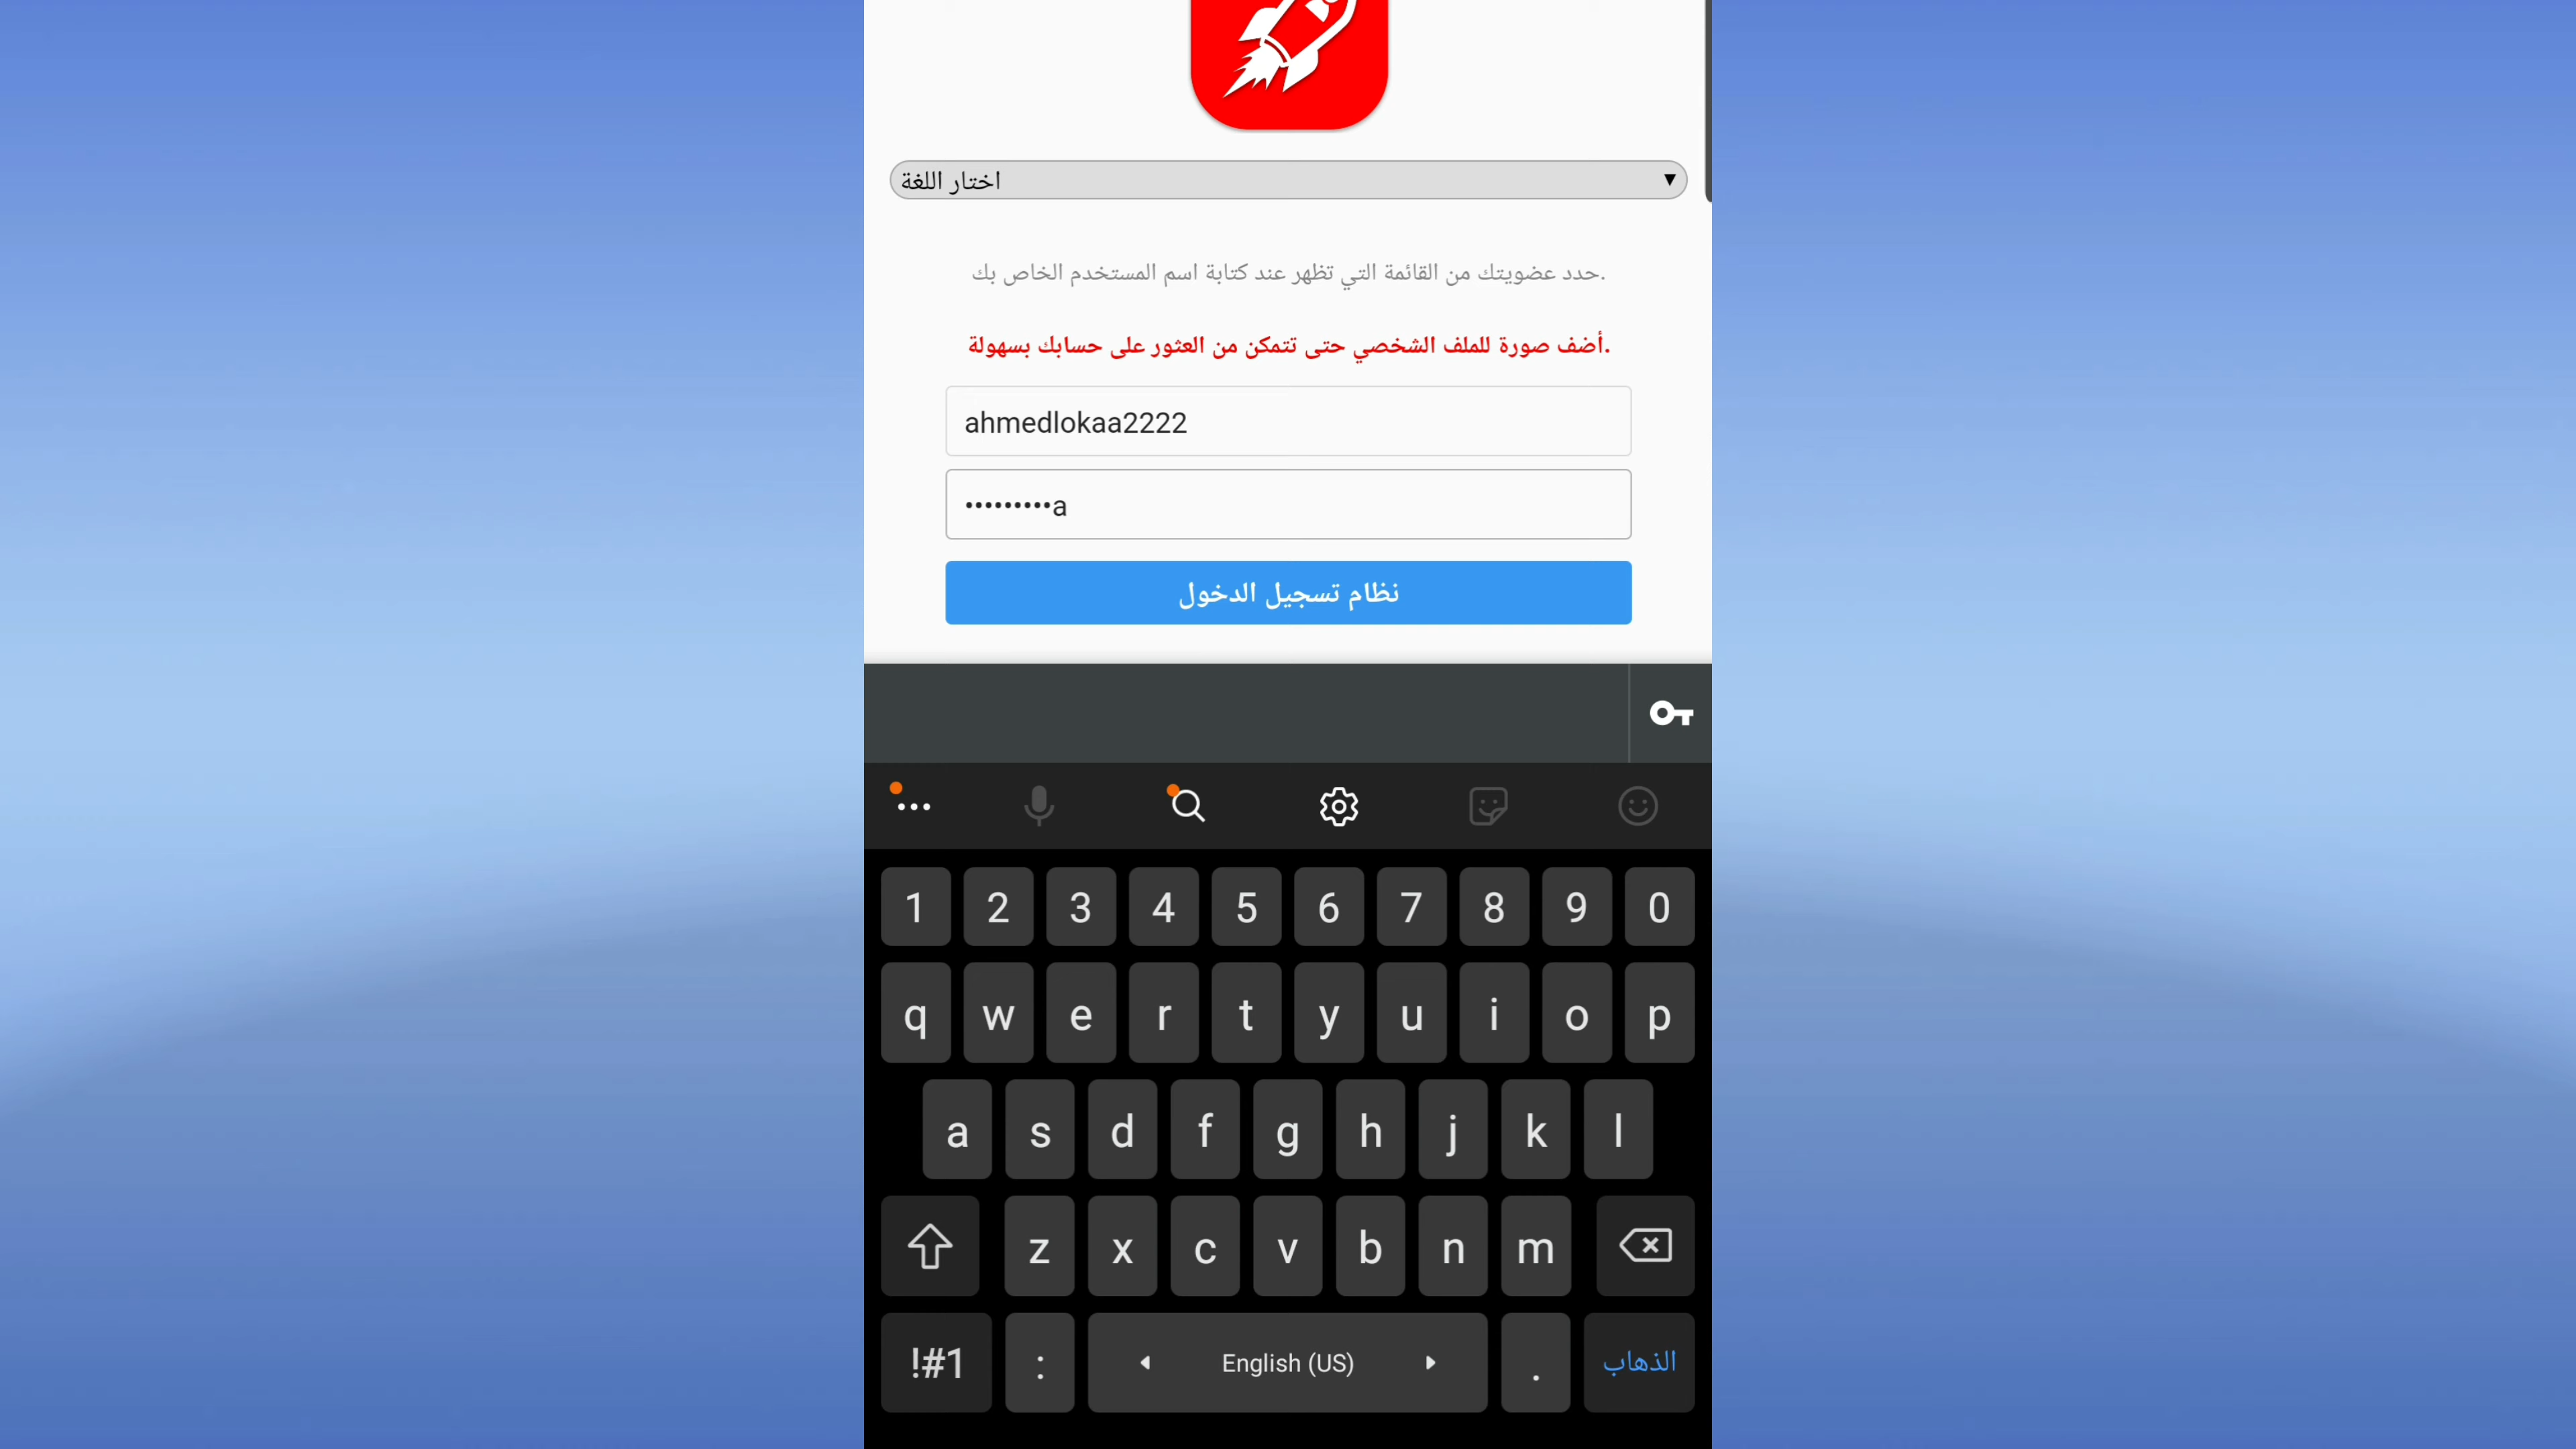 اختار اللغة ▼
حدد عضويتك من القائمة التي تظهر عند كتابة اسم المستخدم الخاص بك.
أضف صورة للملف الشخصي حتى تتمكن من العثور على حسابك بسهولة.
ahmedlokaa2222
•••••••••a
نظام تسجيل الدخول
1 2 3 4 5 6 7 8 9 0
q w e r t y u i o p
a s d f g h j k l
z x c v b n m
!#1 : English (US) . الذهاب